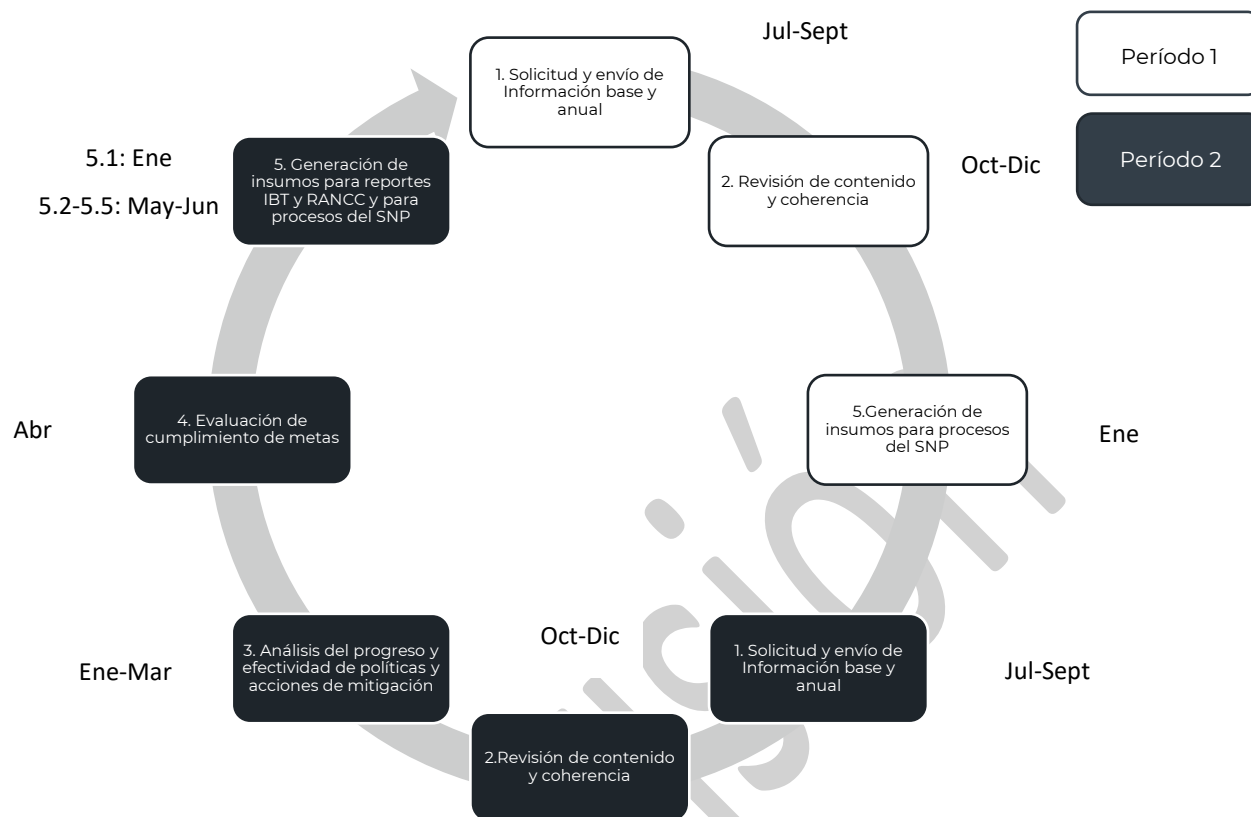 Jul-Sept
1. Solicitud y envío de
Información base y
anual
Período 1
Oct-Dic
2. Revisión de contenido
y coherencia
Período 2
5.Generación de
insumos para procesos
del SNP
Ene
1. Solicitud y envío de
Información base y
anual
Jul-Sept
Oct-Dic
2.Revisión de contenido
y coherencia
3. Análisis del progreso y
efectividad de políticas y
acciones de mitigación
Ene-Mar
4. Evaluación de
cumplimiento de metas
Abr
5. Generación de
insumos para reportes
IBT y RANCC y para
procesos del SNP
5.1: Ene
5.2-5.5: May-Jun